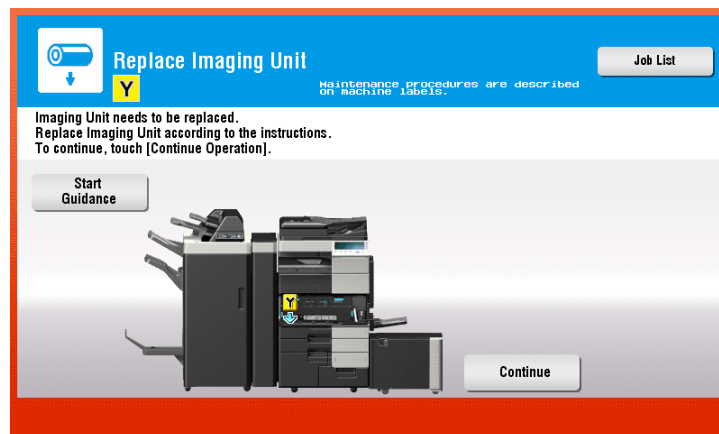 Replace Imaging Unit
Y
Maintenance procedures are described
on machine labels.
Job List
Imaging Unit needs to be replaced.
Replace Imaging Unit according to the instructions.
To continue, touch [Continue Operation].
Start
Guidance
Y
Continue